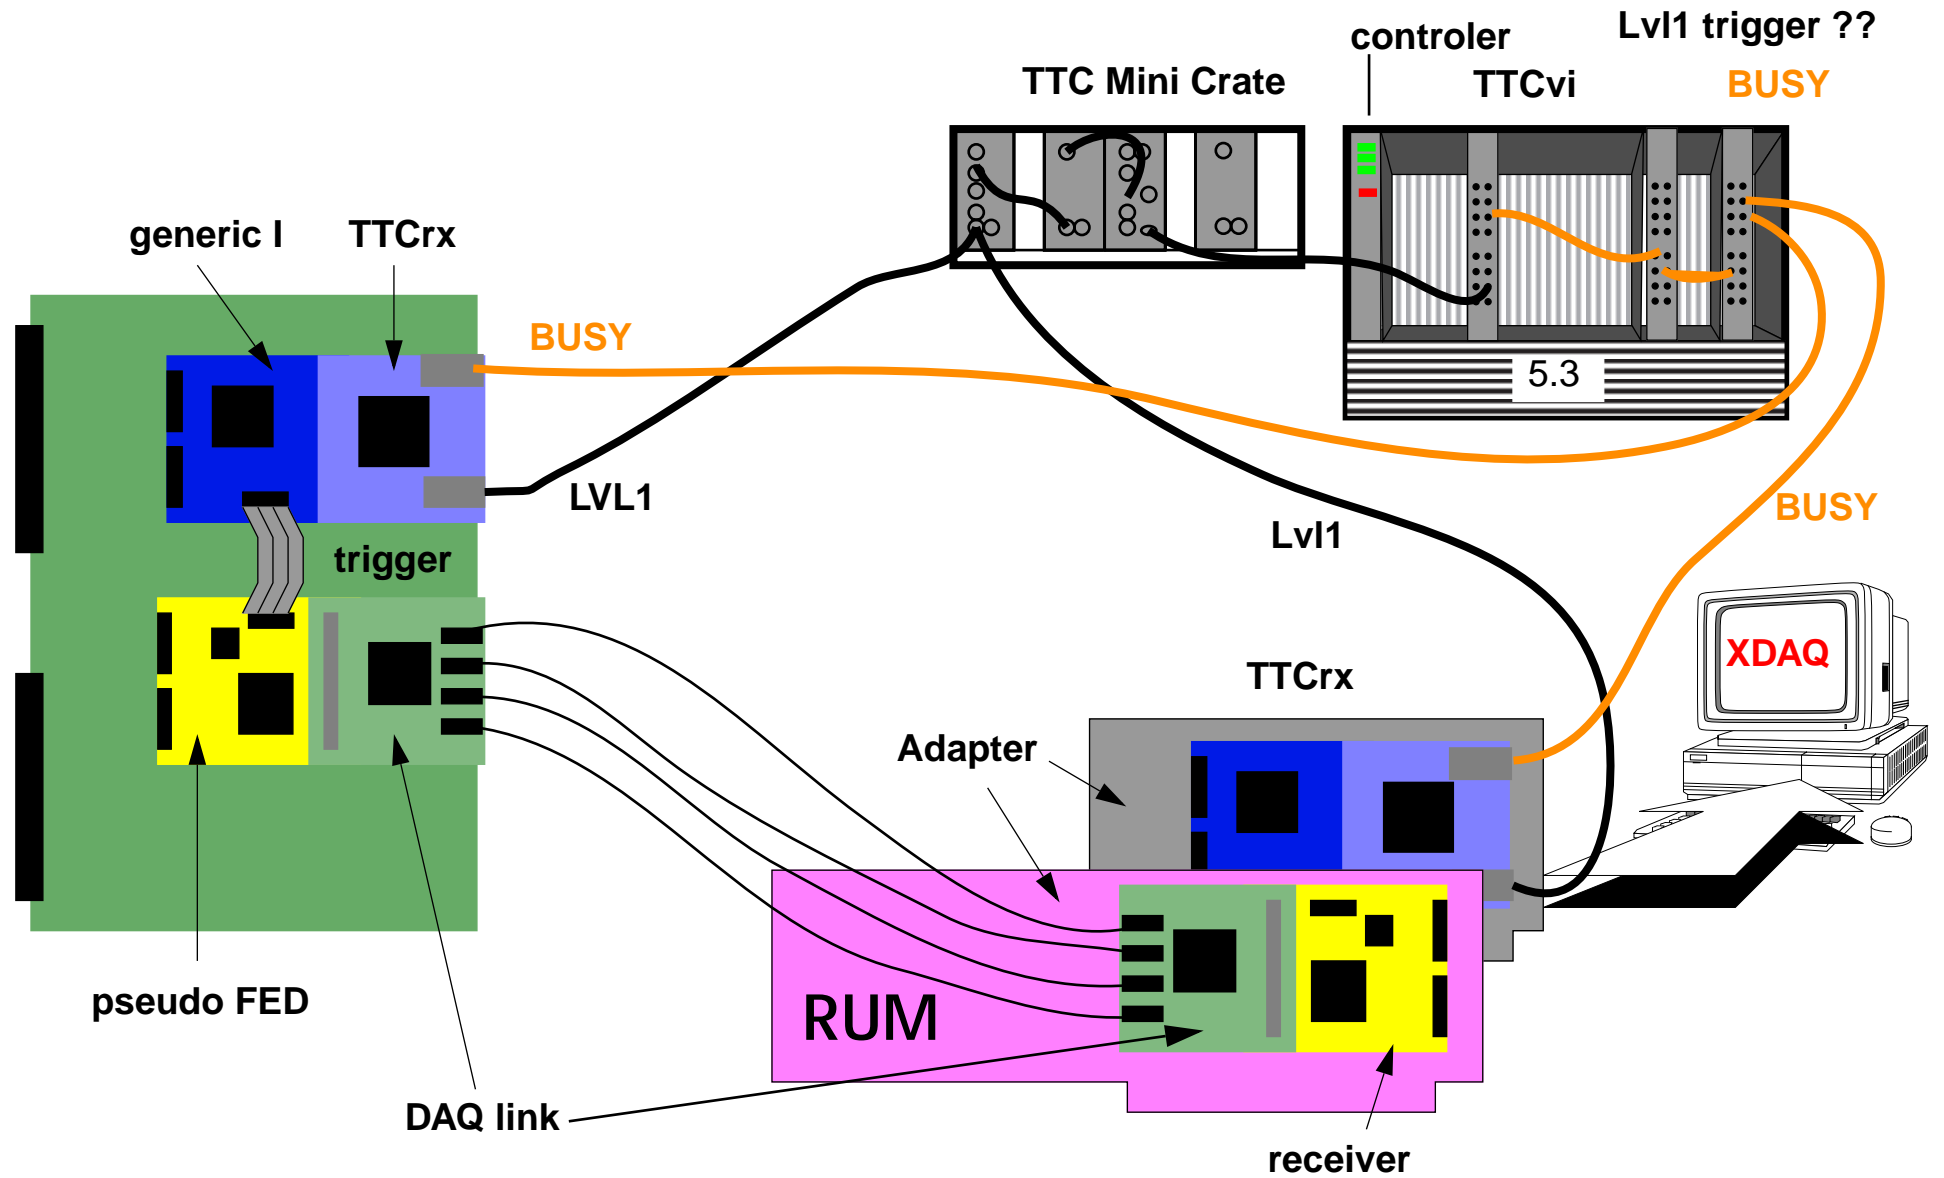 Lvl1 trigger ??
controler
TTC Mini Crate
TTCvi
BUSY
generic I
TTCrx
BUSY
5.3
LVL1
BUSY
Lvl1
trigger
XDAQ
TTCrx
Adapter
pseudo FED
RUM
DAQ link
receiver